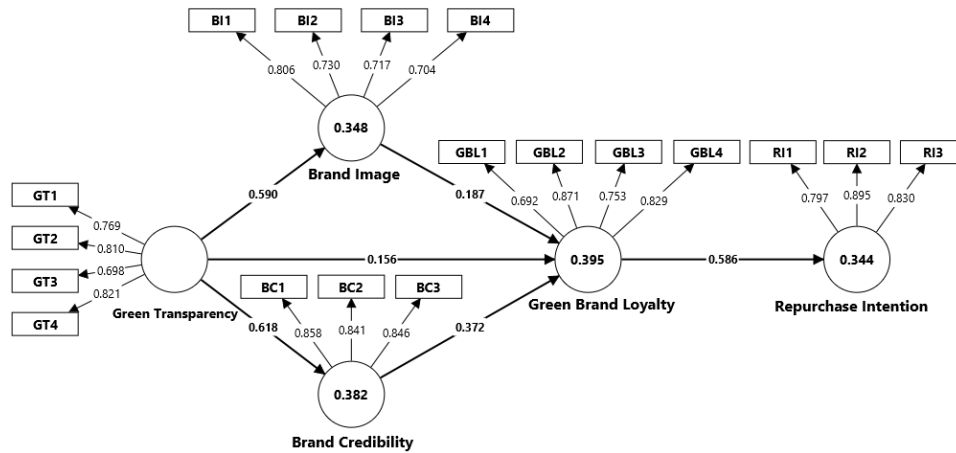 BI1 BI2 BI3 BI4
0.806 0.730 0.717 0.704
0.348
Brand Image
GBL1 GBL2 GBL3 GBL4
RI1 RI2 RI3
0.590
0.187
0.692 0.871 0.753 0.829
0.797 0.895 0.830
GT1
0.769
GT2
0.810
GT3
0.698
GT4
0.821
Green Transparency
0.156
0.395
Green Brand Loyalty
0.586
0.344
Repurchase Intention
BC1 BC2 BC3
0.618
0.858 0.841 0.846
0.372
0.382
Brand Credibility